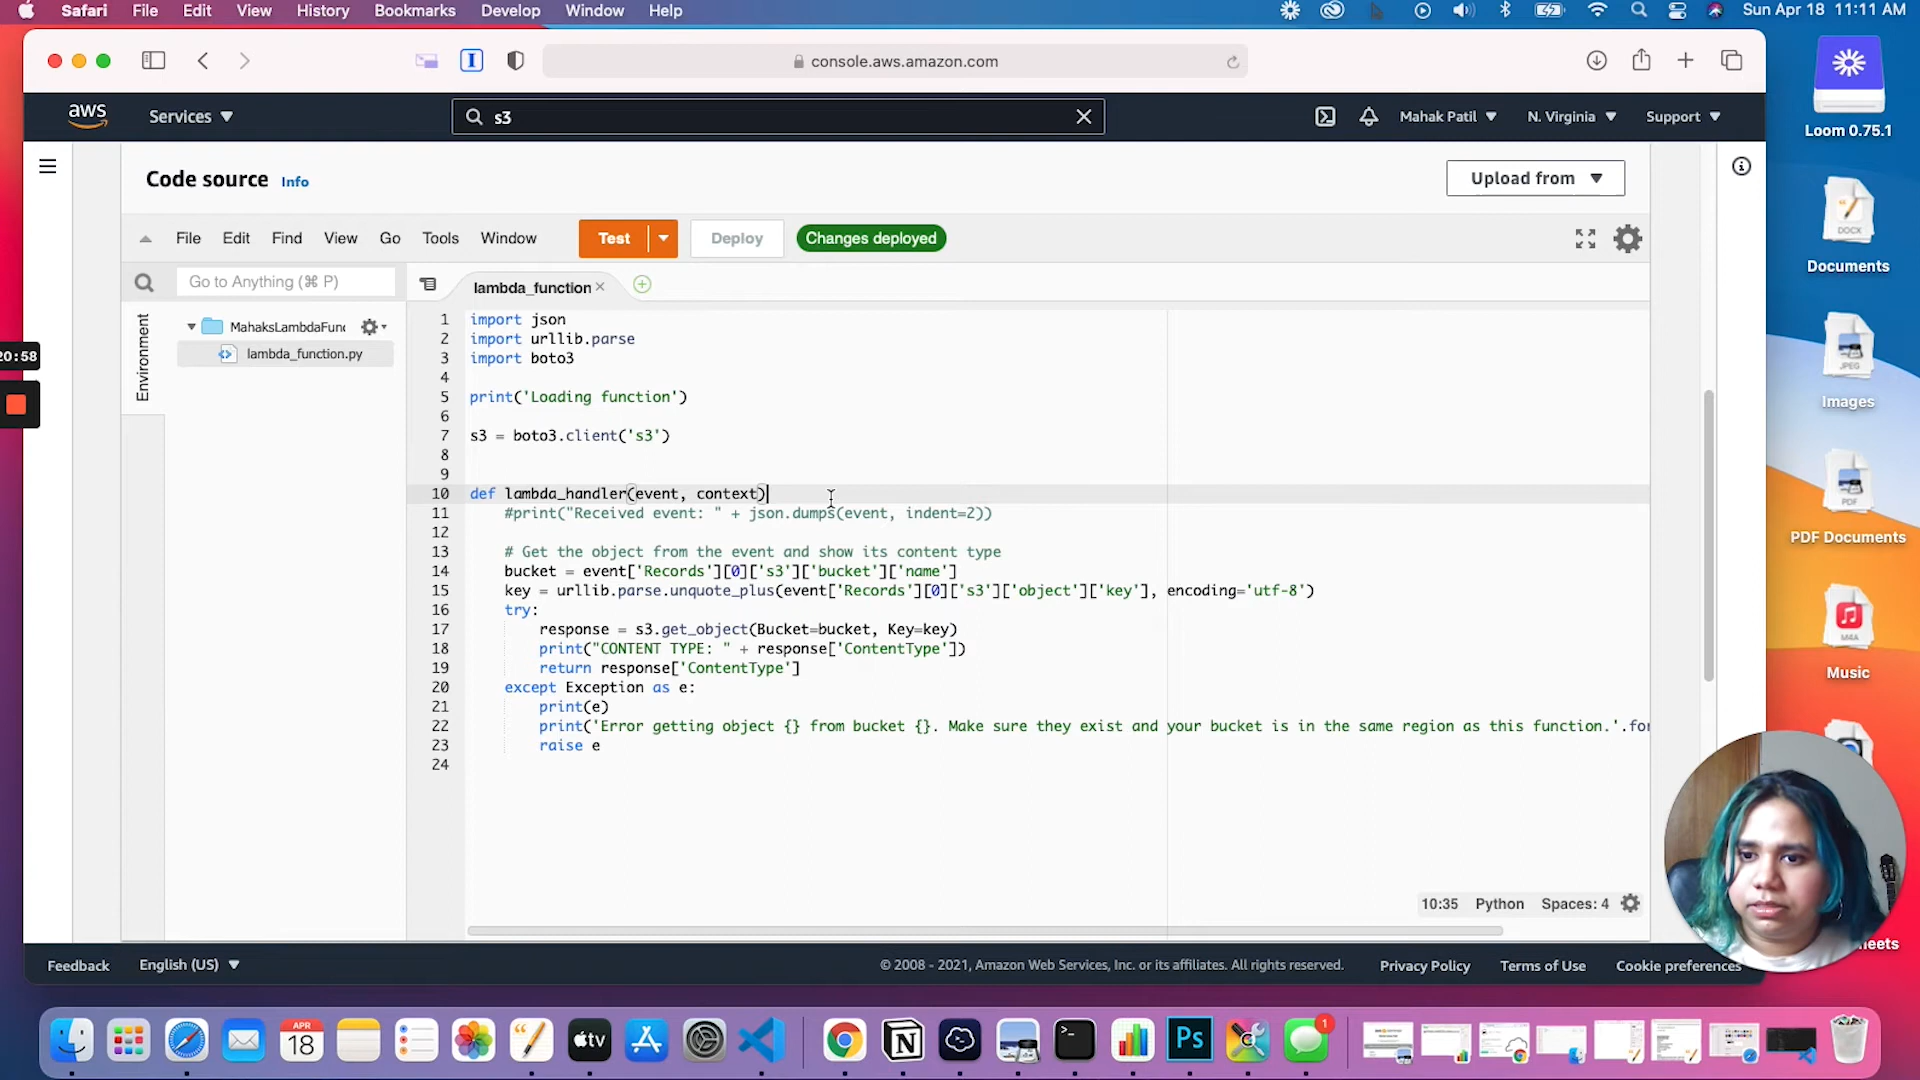 Safari File Edit View History Bookmarks Develop Window Help Sun Apr 18 11:11 AM
console.aws.amazon.com
aws Services s3 Mahak Patil N. Virginia Support
Loom 0.75.1
Code source Info Upload from
File Edit Find View Go Tools Window Test Deploy Changes deployed
DOCX
Documents
Go to Anything (⌘ P) lambda_function
Environment
MahaksLambdaFunc
lambda_function.py
20:58
1 import json
2 import urllib.parse
3 import boto3
4
5 print('Loading function')
6
7 s3 = boto3.client('s3')
8
9
10 def lambda_handler(event, context)
11 #print("Received event: " + json.dumps(event, indent=2))
12
13 # Get the object from the event and show its content type
14 bucket = event['Records'][0]['s3']['bucket']['name']
15 key = urllib.parse.unquote_plus(event['Records'][0]['s3']['object']['key'], encoding='utf-8')
16 try:
17 response = s3.get_object(Bucket=bucket, Key=key)
18 print("CONTENT TYPE: " + response['ContentType'])
19 return response['ContentType']
20 except Exception as e:
21 print(e)
22 print('Error getting object {} from bucket {}. Make sure they exist and your bucket is in the same region as this function.'.for
23 raise e
24
JPEG
Images
PDF
PDF Documents
M4A
Music
10:35 Python Spaces: 4
Feedback English (US) © 2008 - 2021, Amazon Web Services, Inc. or its affiliates. All rights reserved. Privacy Policy Terms of Use Cookie preferences
APR
18
tv
Ps
1